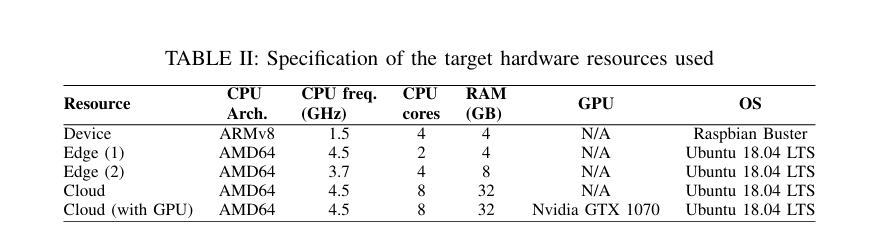 TABLE II: Specification of the target hardware resources used
Resource CPU Arch. CPU freq. (GHz) CPU cores RAM (GB) GPU OS
Device ARMv8 1.5 4 4 N/A Raspbian Buster
Edge (1) AMD64 4.5 2 4 N/A Ubuntu 18.04 LTS
Edge (2) AMD64 3.7 4 8 N/A Ubuntu 18.04 LTS
Cloud AMD64 4.5 8 32 N/A Ubuntu 18.04 LTS
Cloud (with GPU) AMD64 4.5 8 32 Nvidia GTX 1070 Ubuntu 18.04 LTS